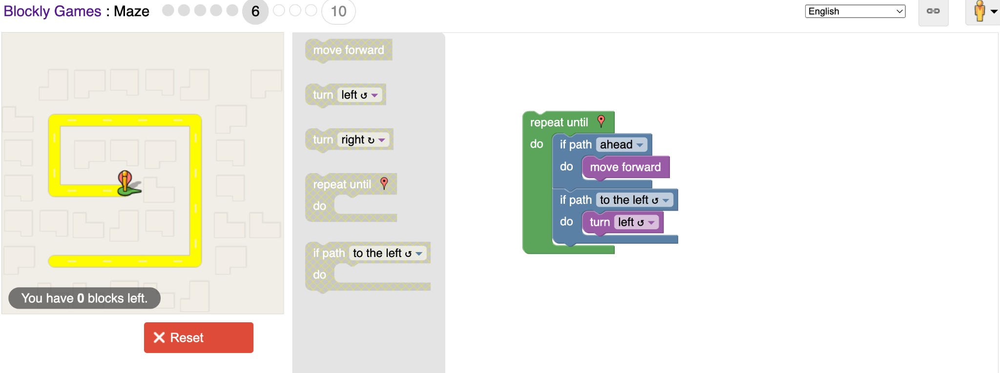 Blockly Games : Maze 6 10 English
move forward
turn left ↺
turn right ↻
repeat until
do
if path to the left ↺
do
repeat until
do if path ahead
do move forward
if path to the left ↺
do turn left ↺
You have 0 blocks left.
Reset